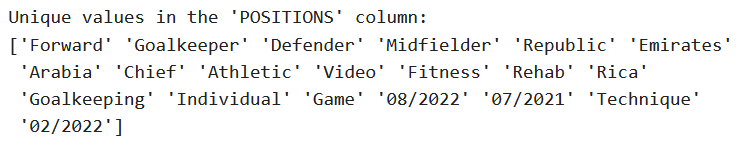 Unique values in the 'POSITIONS' column:
['Forward' 'Goalkeeper' 'Defender' 'Midfielder' 'Republic' 'Emirates'
'Arabia' 'Chief' 'Athletic' 'Video' 'Fitness' 'Rehab' 'Rica'
'Goalkeeping' 'Individual' 'Game' '08/2022' '07/2021' 'Technique'
'02/2022']